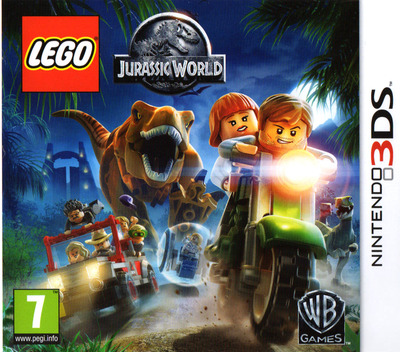 LEGO
JURASSIC WORLD
NINTENDO 3DS
7
www.pegi.info
WB
GAMES